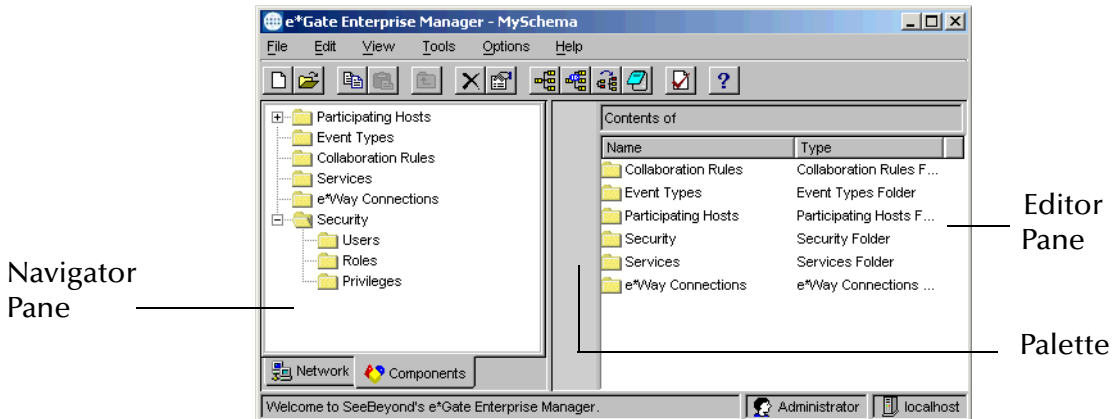 e*Gate Enterprise Manager - MySchema
File Edit View Tools Options Help
?
Participating Hosts
Event Types
Collaboration Rules
Services
e*Way Connections
Security
Users
Roles
Privileges
Network Components
Contents of
Name Type
Collaboration Rules Collaboration Rules F...
Event Types Event Types Folder
Participating Hosts Participating Hosts F...
Security Security Folder
Services Services Folder
e*Way Connections e*Way Connections ...
Welcome to SeeBeyond's e*Gate Enterprise Manager. Administrator localhost
Navigator
Pane
Editor
Pane
Palette